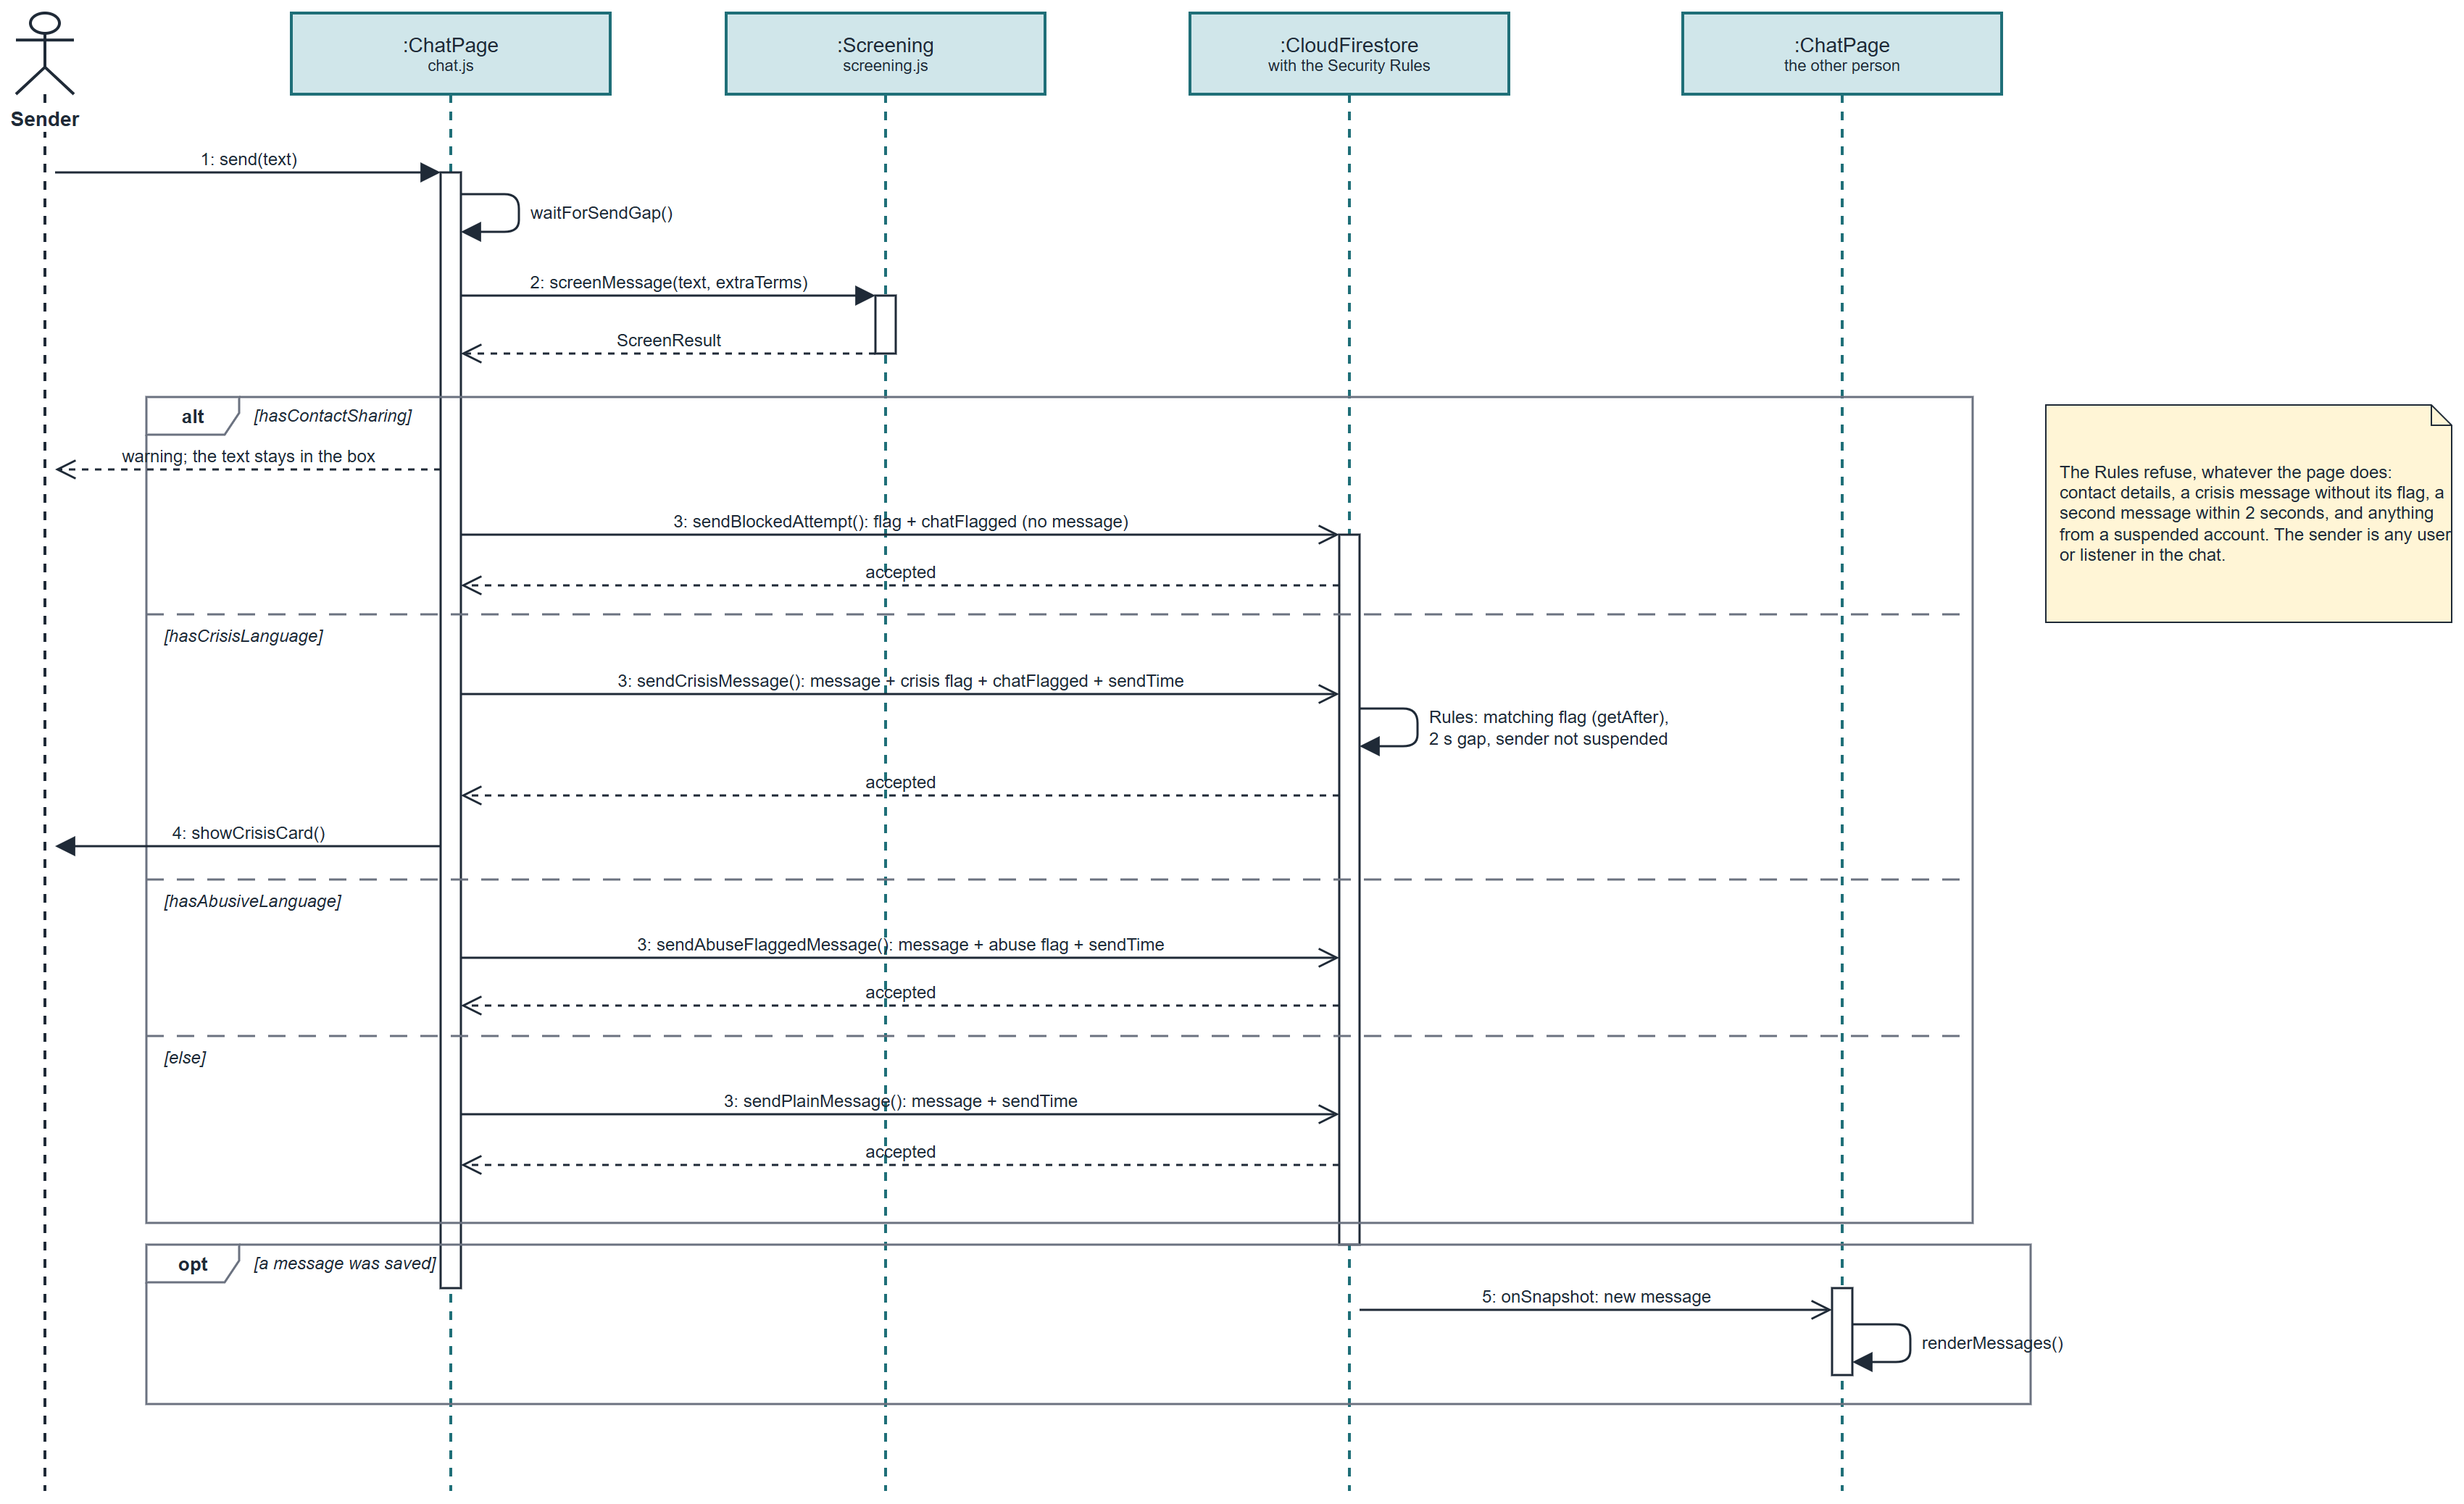 :ChatPage
chat.js
:Screening
screening.js
:CloudFirestore
with the Security Rules
:ChatPage
the other person
Sender
1: send(text)
waitForSendGap()
2: screenMessage(text, extraTerms)
ScreenResult
alt
[hasContactSharing]
warning; the text stays in the box
The Rules refuse, whatever the page does:
contact details, a crisis message without its flag, a
second message within 2 seconds, and anything
from a suspended account. The sender is any user
or listener in the chat.
3: sendBlockedAttempt(): flag + chatFlagged (no message)
accepted
[hasCrisisLanguage]
3: sendCrisisMessage(): message + crisis flag + chatFlagged + sendTime
Rules: matching flag (getAfter),
2 s gap, sender not suspended
accepted
4: showCrisisCard()
[hasAbusiveLanguage]
3: sendAbuseFlaggedMessage(): message + abuse flag + sendTime
accepted
[else]
3: sendPlainMessage(): message + sendTime
accepted
opt
[a message was saved]
5: onSnapshot: new message
renderMessages()